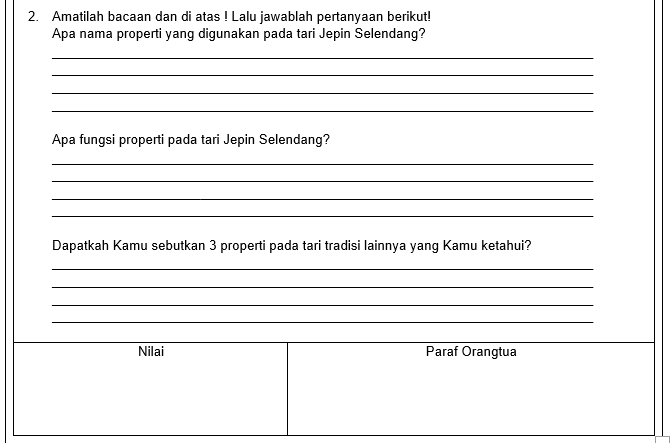 2. Amatilah bacaan dan di atas ! Lalu jawablah pertanyaan berikut!
Apa nama properti yang digunakan pada tari Jepin Selendang?
Apa fungsi properti pada tari Jepin Selendang?
Dapatkah Kamu sebutkan 3 properti pada tari tradisi lainnya yang Kamu ketahui?
Nilai
Paraf Orangtua